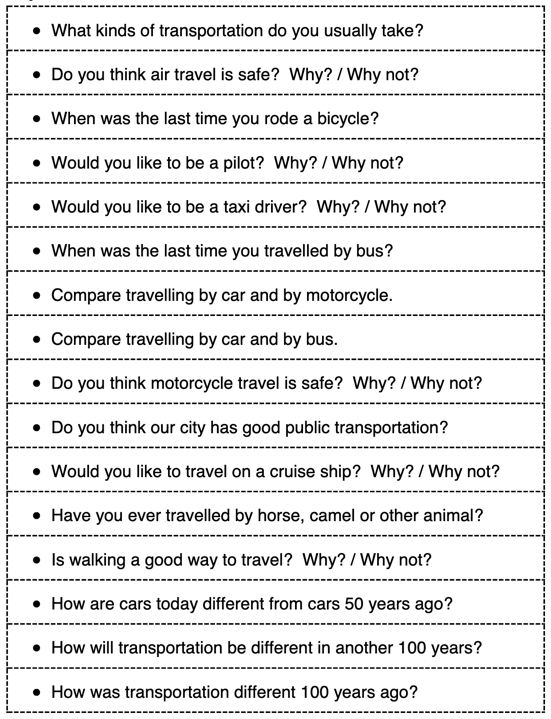 • What kinds of transportation do you usually take?
• Do you think air travel is safe?  Why? / Why not?
• When was the last time you rode a bicycle?
• Would you like to be a pilot?  Why? / Why not?
• Would you like to be a taxi driver?  Why? / Why not?
• When was the last time you travelled by bus?
• Compare travelling by car and by motorcycle.
• Compare travelling by car and by bus.
• Do you think motorcycle travel is safe?  Why? / Why not?
• Do you think our city has good public transportation?
• Would you like to travel on a cruise ship?  Why? / Why not?
• Have you ever travelled by horse, camel or other animal?
• Is walking a good way to travel?  Why? / Why not?
• How are cars today different from cars 50 years ago?
• How will transportation be different in another 100 years?
• How was transportation different 100 years ago?